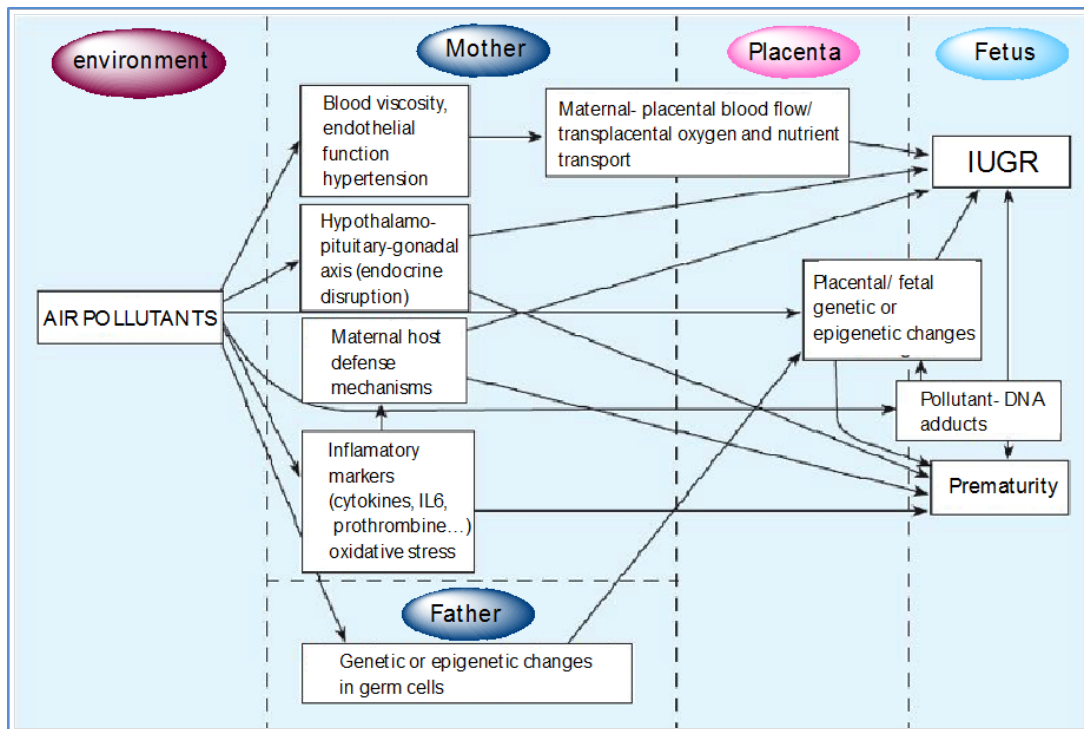 environment
Mother
Placenta
Fetus
Blood viscosity,
endothelial
function
hypertension
Maternal- placental blood flow/
transplacental oxygen and nutrient
transport
IUGR
Hypothalamo-
pituitary-gonadal
axis (endocrine
disruption)
Placental/ fetal
genetic or
epigenetic changes
AIR POLLUTANTS
Maternal host
defense
mechanisms
Pollutant- DNA
adducts
Inflamatory
markers
(cytokines, IL6,
prothrombine...)
oxidative stress
Prematurity
Father
Genetic or epigenetic changes
in germ cells